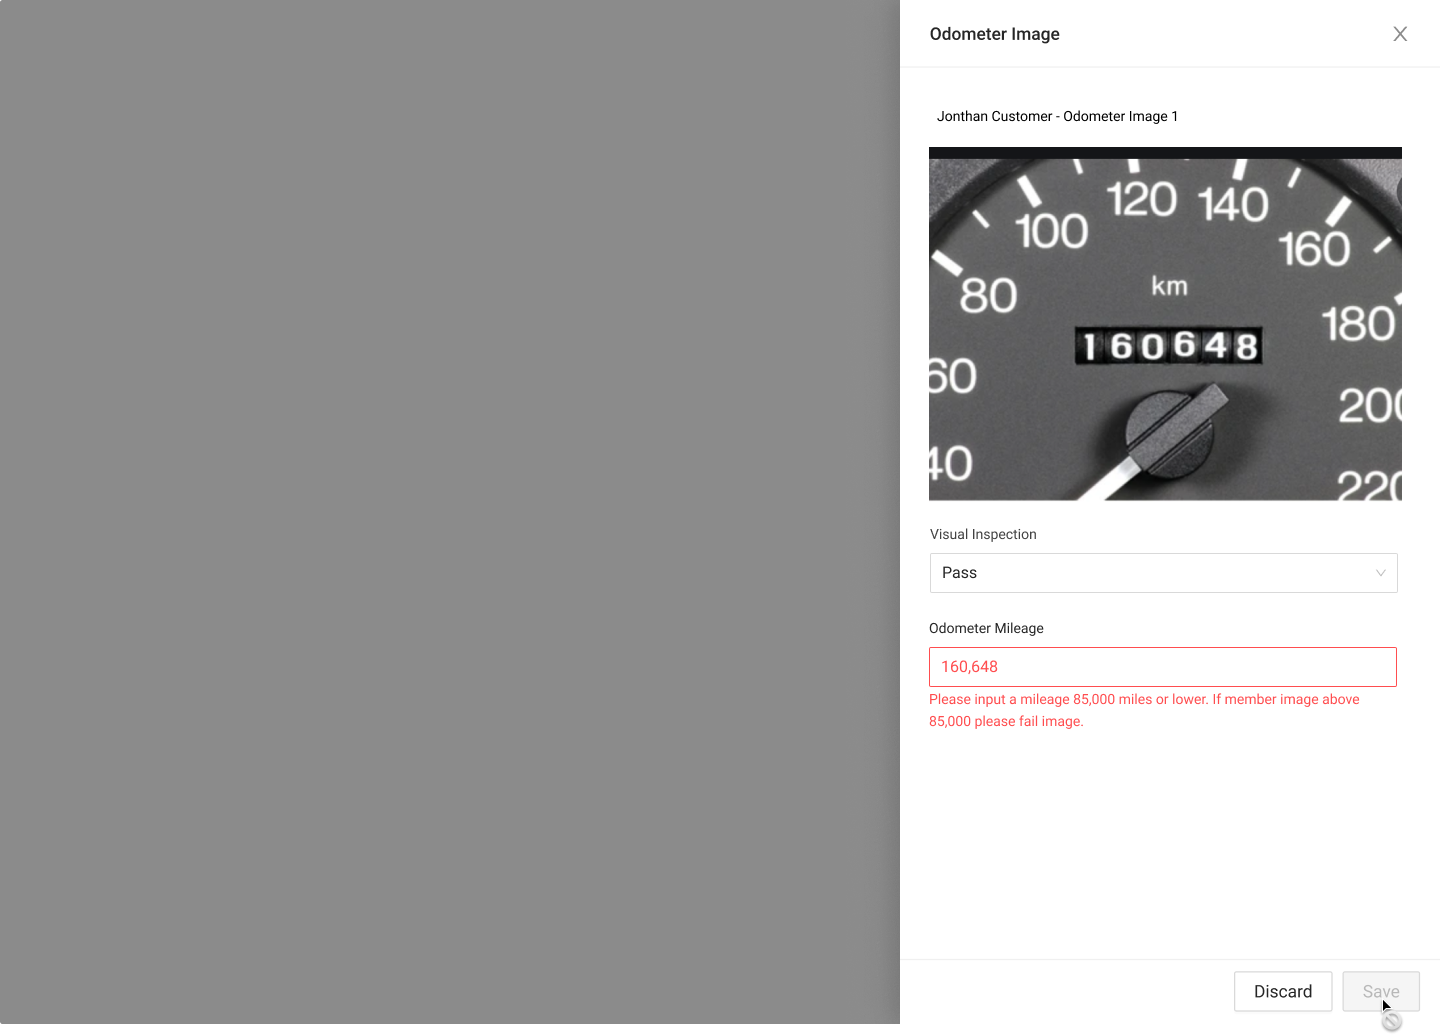 Odometer Image
Jonthan Customer - Odometer Image 1
120 140
100
160
km
80
180
160648
60
200
40
220
Visual Inspection
Pass
Odometer Mileage
160,648
Please input a mileage 85,000 miles or lower. If member image above
85,000 please fail image.
Discard Save